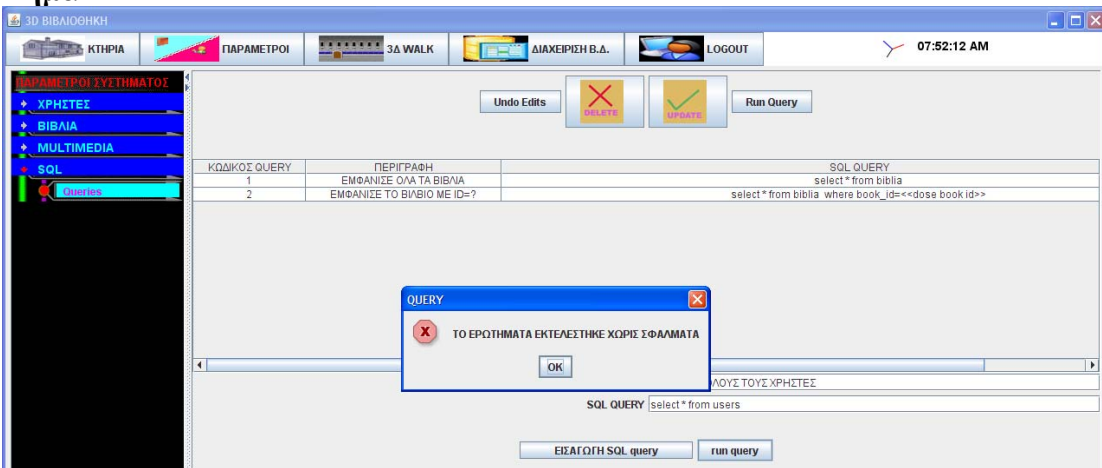 3D ΒΙΒΛΙΟΘΗΚΗ
ΚΤΗΡΙΑ ΠΑΡΑΜΕΤΡΟΙ 3Δ WALK ΔΙΑΧΕΙΡΙΣΗ Β.Δ. LOGOUT 07:52:12 AM
ΠΑΡΑΜΕΤΡΟΙ ΣΥΣΤΗΜΑΤΟΣ
ΧΡΗΣΤΕΣ
ΒΙΒΛΙΑ
MULTIMEDIA
SQL
Queries
Undo Edits DELETE UPDATE Run Query
ΚΩΔΙΚΟΣ QUERY ΠΕΡΙΓΡΑΦΗ SQL QUERY
1 ΕΜΦΑΝΙΣΕ ΟΛΑ ΤΑ ΒΙΒΛΙΑ select * from biblia
2 ΕΜΦΑΝΙΣΕ ΤΟ ΒΙΛΒΙΟ ΜΕ ID=? select * from biblia where book_id=<<dose book id>>
QUERY
X ΤΟ ΕΡΩΤΗΜΑΤΑ ΕΚΤΕΛΕΣΤΗΚΕ ΧΩΡΙΣ ΣΦΑΛΜΑΤΑ
OK
ΤΟΥΣ ΧΡΗΣΤΕΣ
SQL QUERY select * from users
ΕΙΣΑΓΩΓΗ SQL query run query